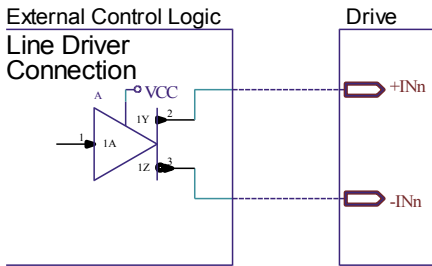 External Control Logic
Drive
Line Driver
Connection
A
VCC
1Y
2
+INn
1
1A
1Z
3
-INn